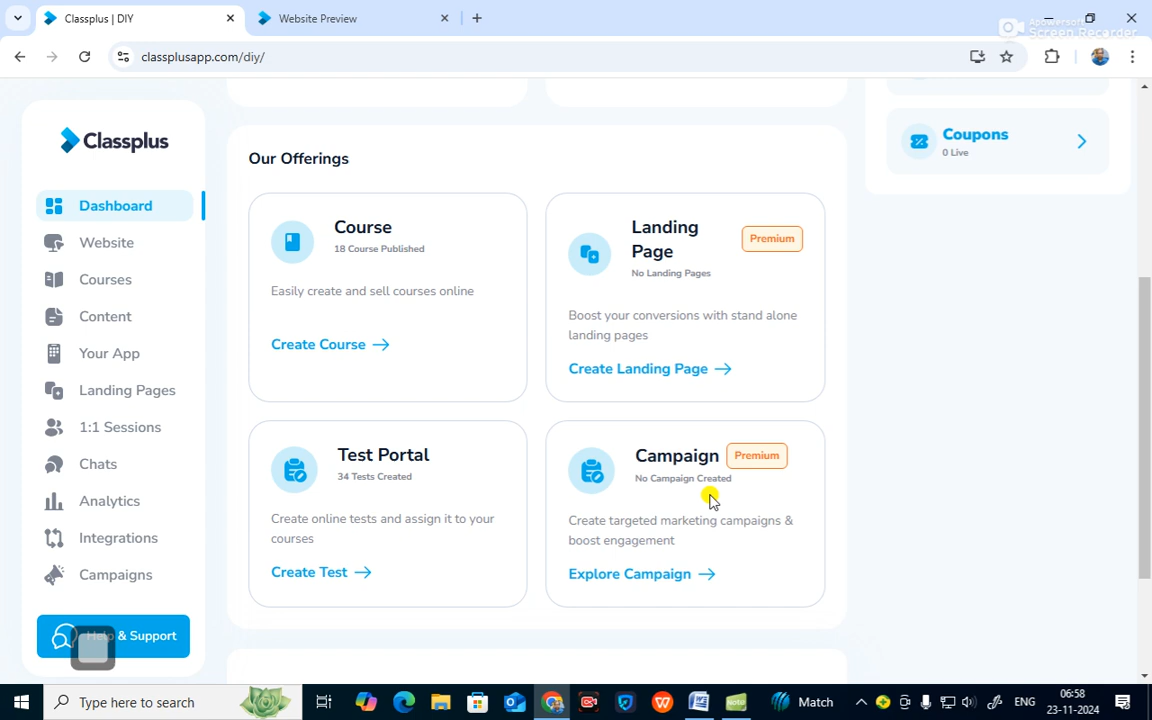 Classplus | DIY
Website Preview
Apowersoft
Screen Recorder
classplusapp.com/diy/
Classplus
Dashboard
Website
Courses
Content
Your App
Landing Pages
1:1 Sessions
Chats
Analytics
Integrations
Campaigns
Help & Support
Our Offerings
Course
18 Course Published
Easily create and sell courses online
Create Course
Landing
Page
Premium
No Landing Pages
Boost your conversions with stand alone
landing pages
Create Landing Page
Test Portal
34 Tests Created
Create online tests and assign it to your
courses
Create Test
Campaign
Premium
No Campaign Created
Create targeted marketing campaigns &
boost engagement
Explore Campaign
Coupons
0 Live
Type here to search
Match
ENG
06:58
23-11-2024